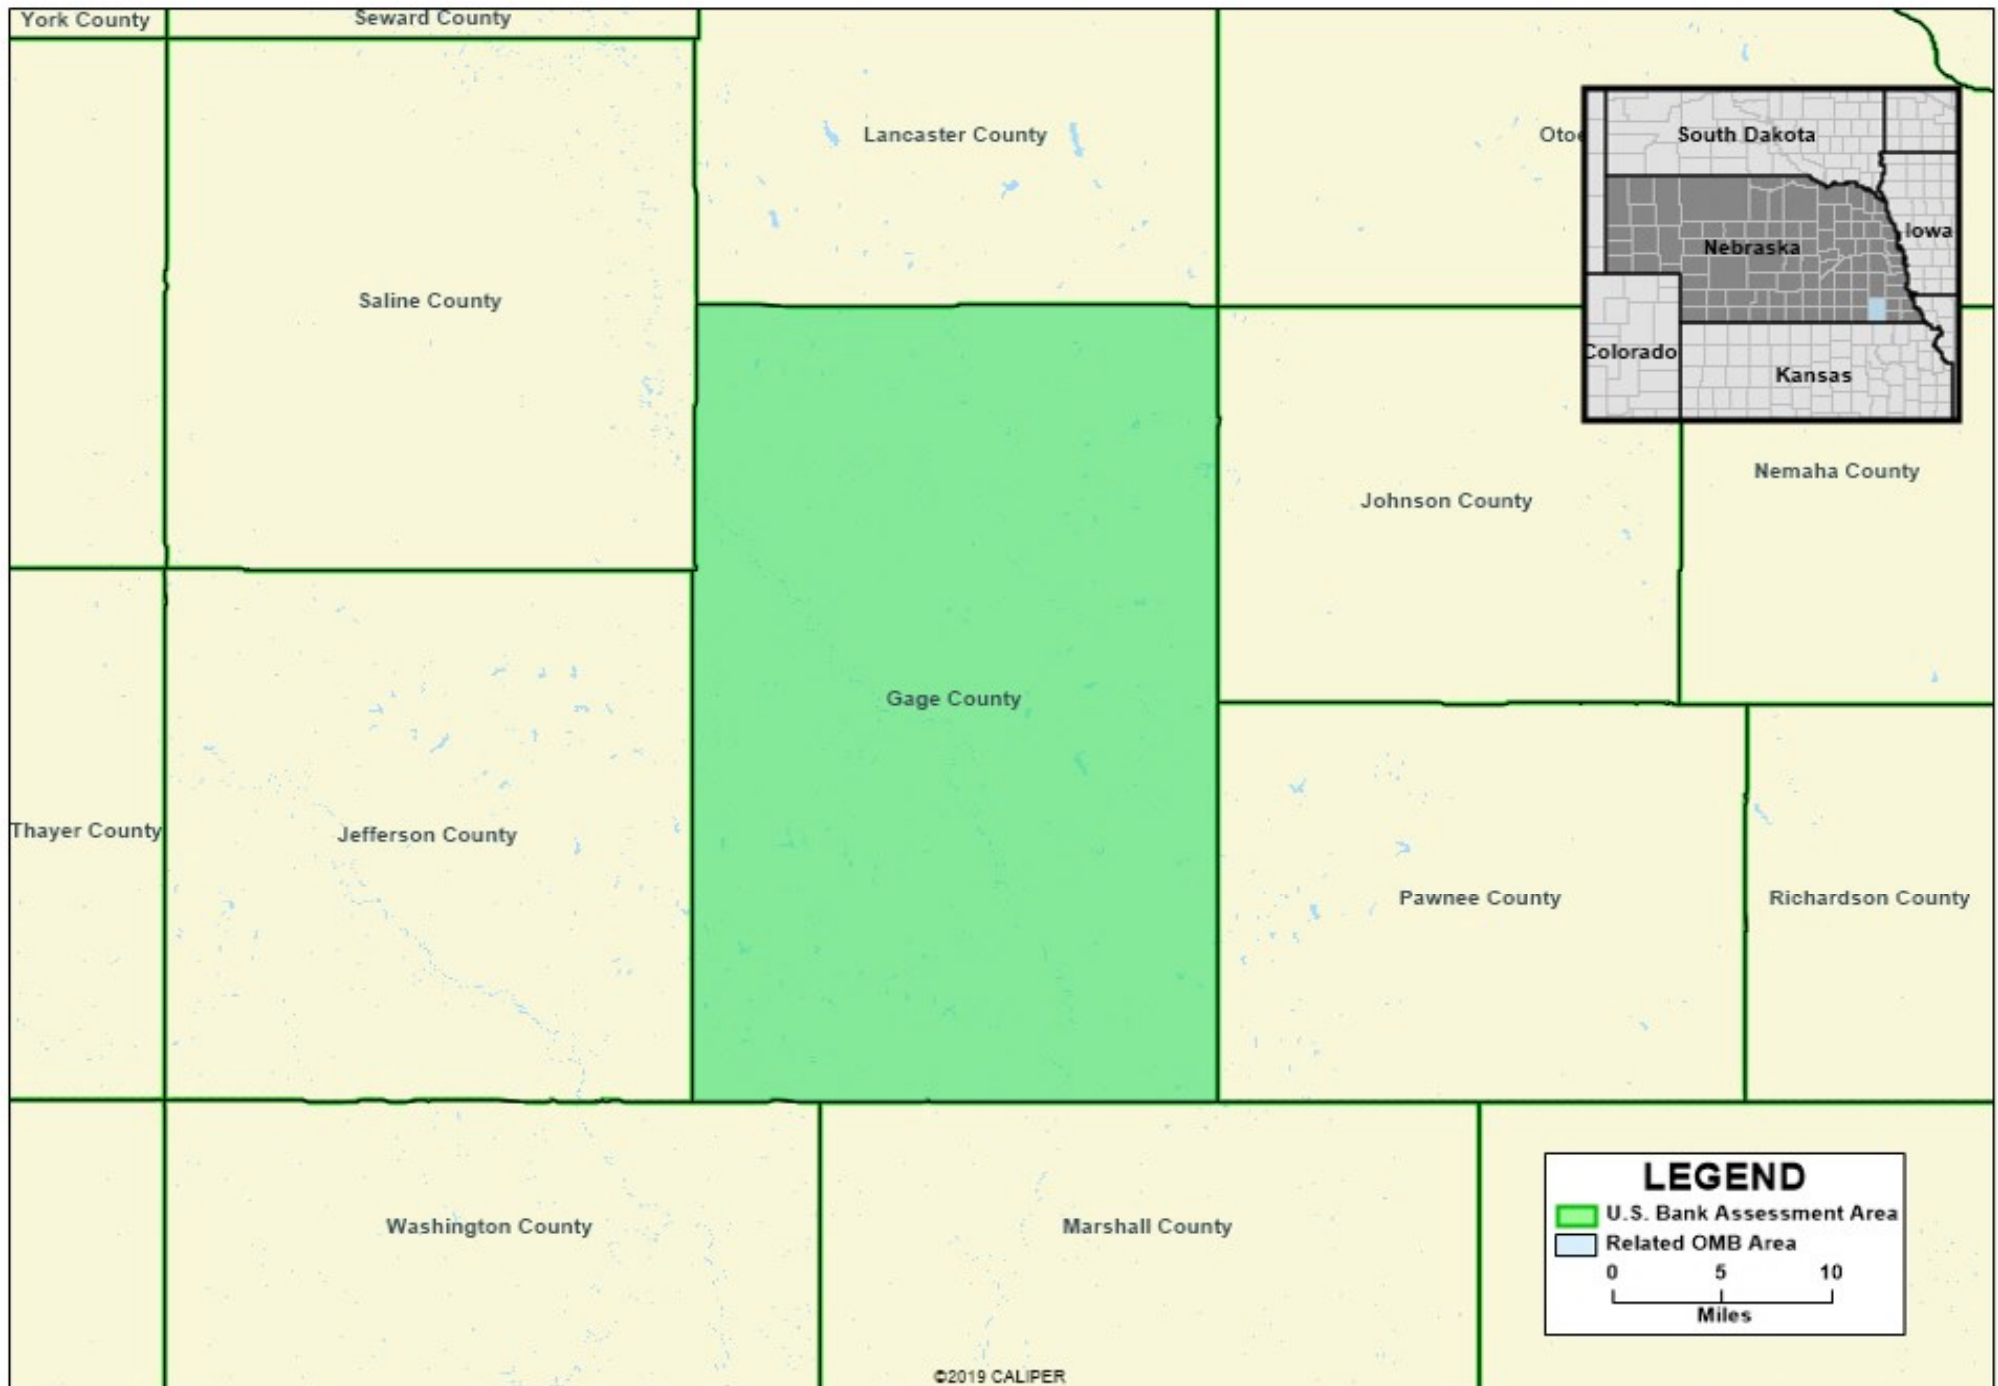 York County
Seward County
Lancaster County
South Dakota
Iowa
Nebraska
Saline County
Colorado
Kansas
Nemaha County
Johnson County
Gage County
Thayer County
Jefferson County
Pawnee County
Richardson County
LEGEND
U.S. Bank Assessment Area
Related OMB Area
0 5 10
Miles
Washington County
Marshall County
©2019 CALIPER